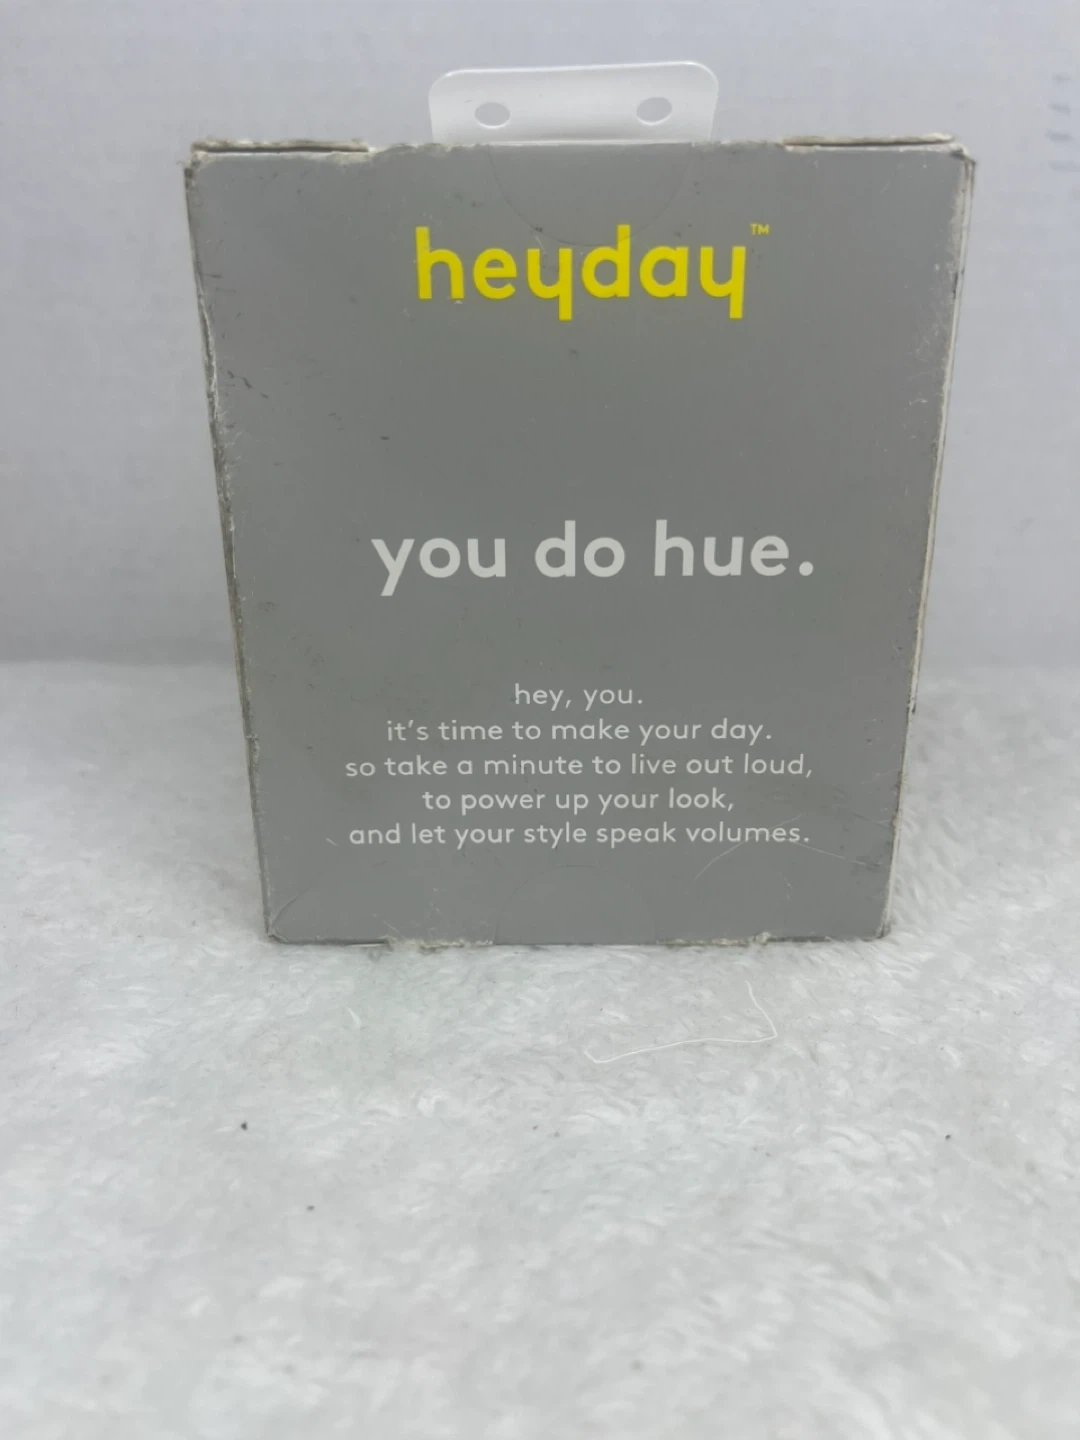 heyday™
you do hue.
hey, you.
it's time to make your day.
so take a minute to live out loud,
to power up your look,
and let your style speak volumes.